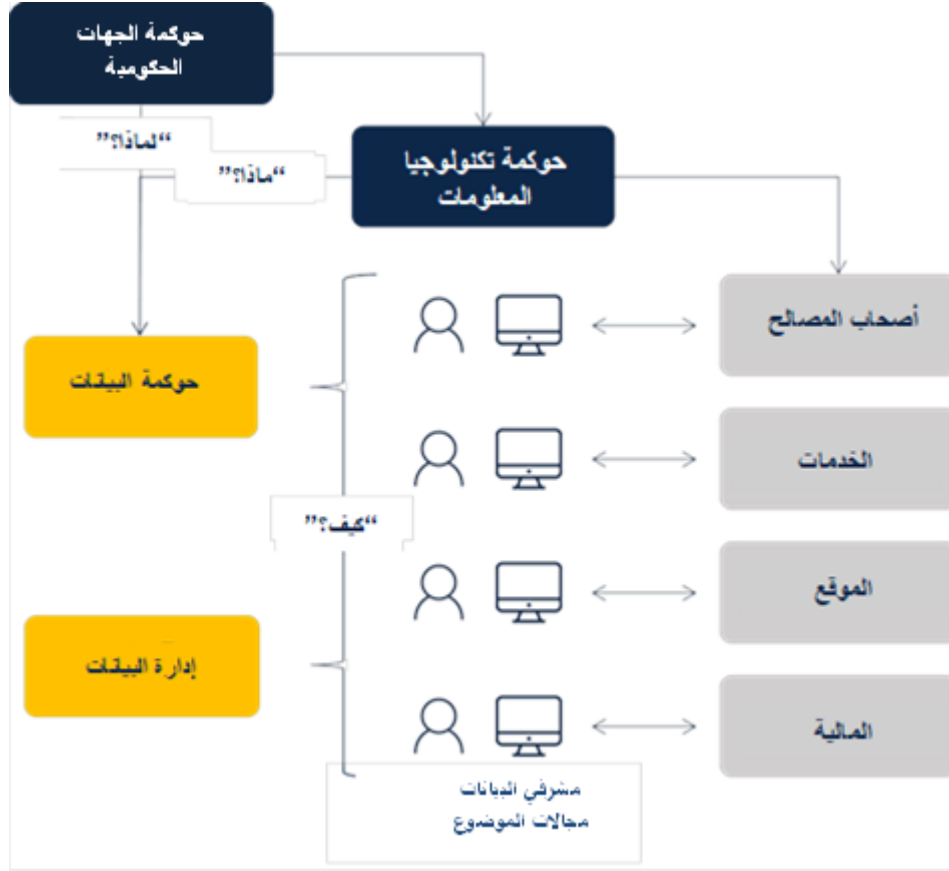 حوكمة الجهات
الحكومية
“لماذا؟”
“ماذا؟”
حوكمة تكنولوجيا
المعلومات
أصحاب المصالح
حوكمة البيانات
الخدمات
“كيف؟”
الموقع
إدارة البيانات
المالية
مشرفي البيانات
مجالات الموضوع